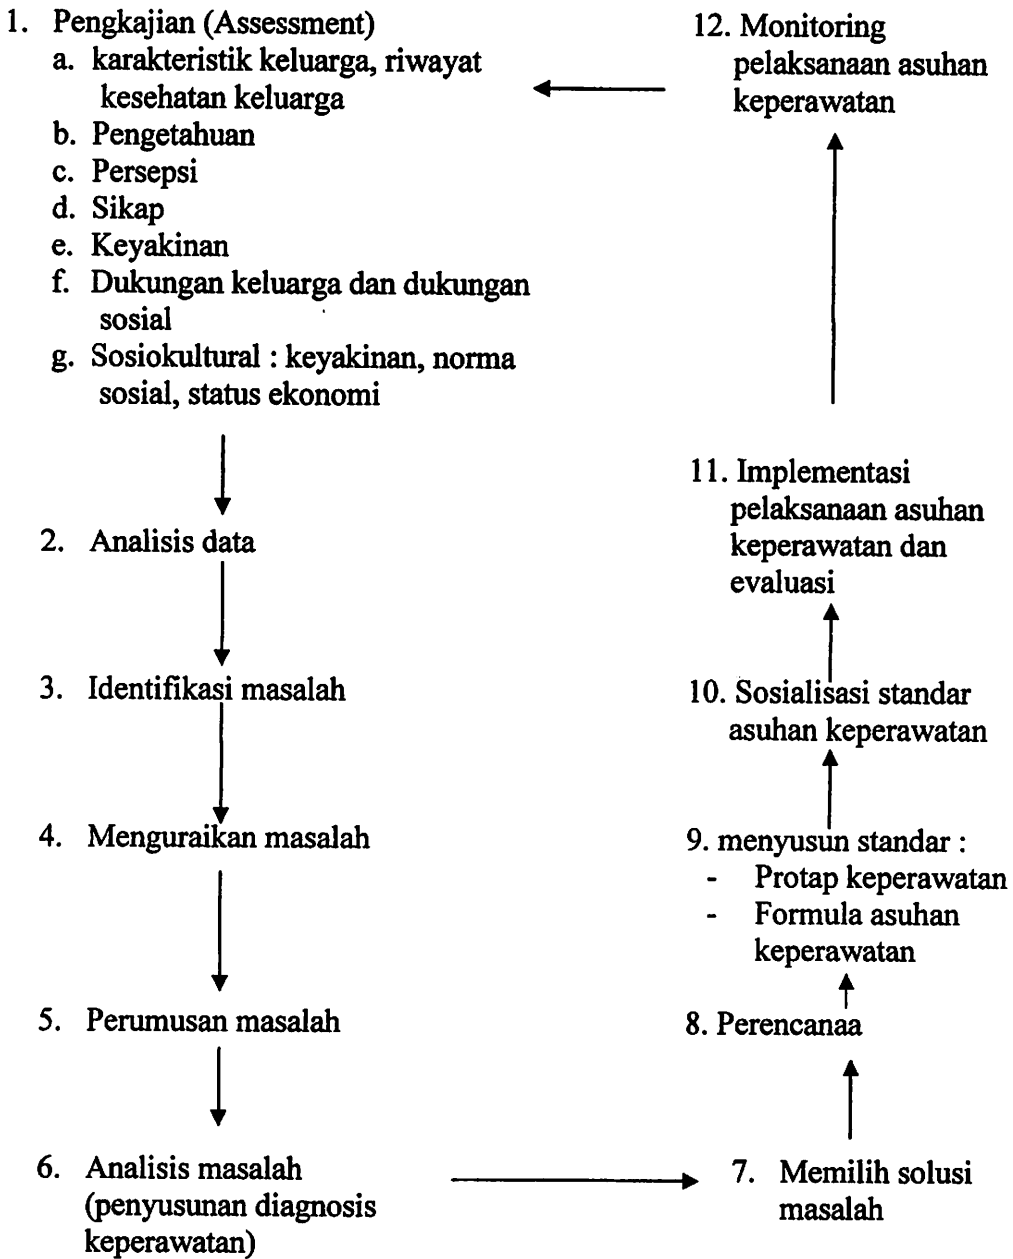 1. Pengkajian (Assessment)
a. karakteristik keluarga, riwayat
kesehatan keluarga
b. Pengetahuan
c. Persepsi
d. Sikap
e. Keyakinan
f. Dukungan keluarga dan dukungan
sosial
g. Sosiokultural : keyakinan, norma
sosial, status ekonomi
2. Analisis data
3. Identifikasi masalah
4. Menguraikan masalah
5. Perumusan masalah
6. Analisis masalah
(penyusunan diagnosis
keperawatan)
7. Memilih solusi
masalah
8. Perencanaa
9. menyusun standar :
- Protap keperawatan
- Formula asuhan
keperawatan
10. Sosialisasi standar
asuhan keperawatan
11. Implementasi
pelaksanaan asuhan
keperawatan dan
evaluasi
12. Monitoring
pelaksanaan asuhan
keperawatan